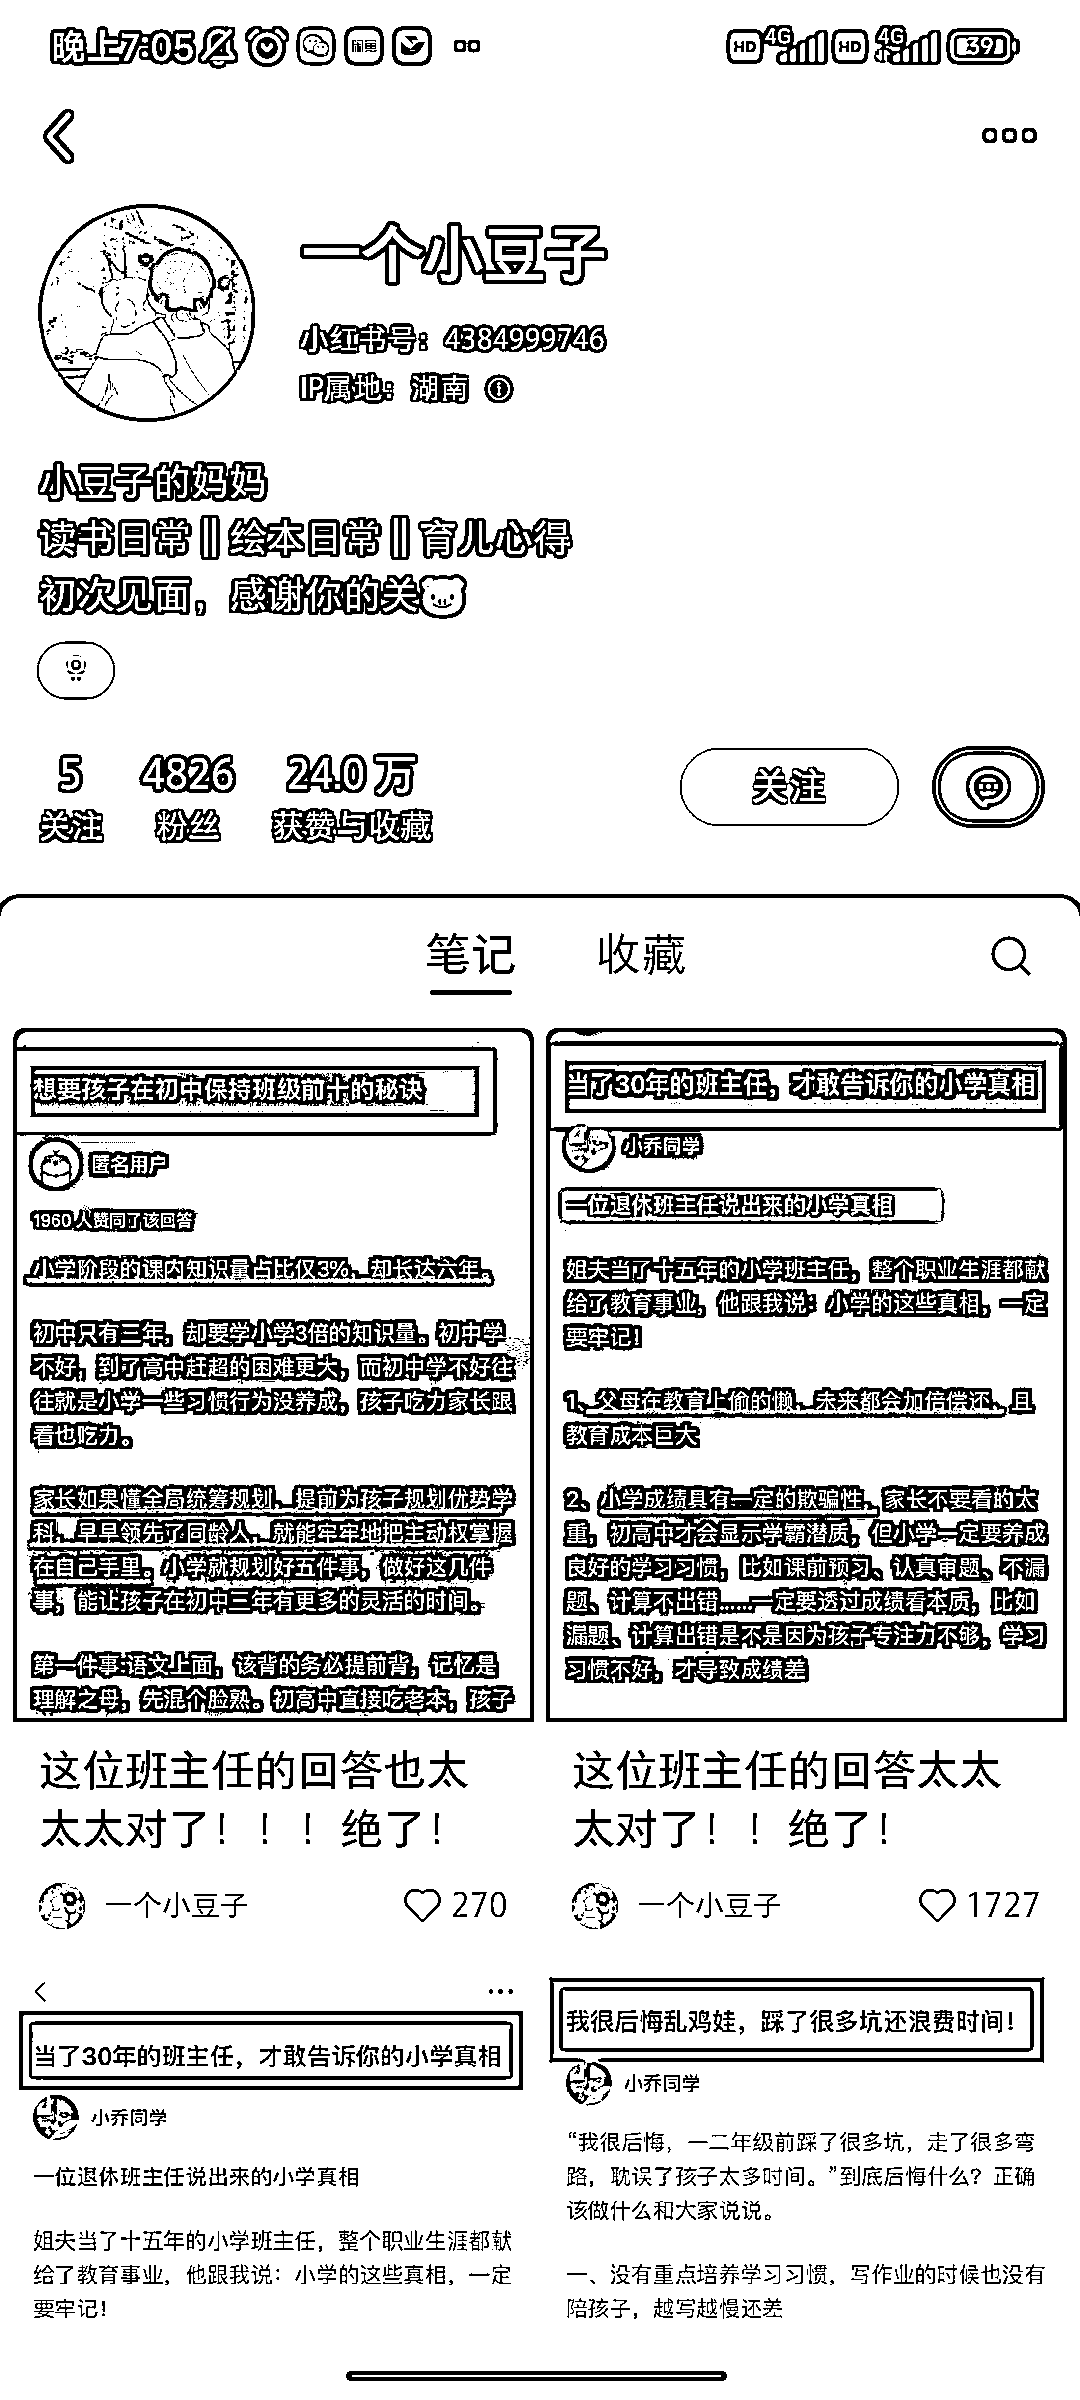 晚上7:05
HD 4G HD 4G 39
一个小豆子
小红书号：4384999746
IP属地：湖南
小豆子的妈妈
读书日常 || 绘本日常 || 育儿心得
初次见面，感谢你的关🐷
5 4826 24.0万
关注 粉丝 获赞与收藏
关注
笔记 收藏
想要孩子在初中保持班级前十的秘诀
匿名用户
1960人赞同了该回答
小学阶段的课内知识量占比仅3%，却长达六年。
初中只有三年，却要学小学3倍的知识量。初中学
不好，到了高中赶超的困难更大，而初中学不好往
往就是小学一些习惯行为没养成，孩子吃力家长跟
着也吃力。
家长如果懂全局统筹规划，提前为孩子规划优势学
科，早早领先了同龄人，就能牢牢地把主动权掌握
在自己手里。小学就规划好五件事，做好这几件
事，能让孩子在初中三年有更多的灵活的时间。
第一件事:语文上面，该背的务必提前背，记忆是
理解之母，先混个脸熟。初高中直接吃老本，孩子
这位班主任的回答也太
太太对了！！！绝了！
一个小豆子 270
当了30年的班主任，才敢告诉你的小学真相
小乔同学
一位退休班主任说出来的小学真相
姐夫当了十五年的小学班主任，整个职业生涯都献
给了教育事业，他跟我说：小学的这些真相，一定
要牢记！
1、父母在教育上偷的懒，未来都会加倍偿还，且
教育成本巨大
2、小学成绩具有一定的欺骗性，家长不要看的太
重，初高中才会显示学霸潜质，但小学一定要养成
良好的学习习惯，比如课前预习、认真审题、不漏
题、计算不出错……一定要透过成绩看本质，比如
漏题、计算出错是不是因为孩子专注力不够，学习
习惯不好，才导致成绩差
这位班主任的回答太太
太对了！！绝了！
一个小豆子 1727
当了30年的班主任，才敢告诉你的小学真相
小乔同学
一位退休班主任说出来的小学真相
姐夫当了十五年的小学班主任，整个职业生涯都献
给了教育事业，他跟我说：小学的这些真相，一定
要牢记！
我很后悔乱鸡娃，踩了很多坑还浪费时间！
小乔同学
“我很后悔，一二年级前踩了很多坑，走了很多弯
路，耽误了孩子太多时间。”到底后悔什么？正确
该做什么和大家说说。
一、没有重点培养学习习惯，写作业的时候也没有
陪孩子，越写越慢还差